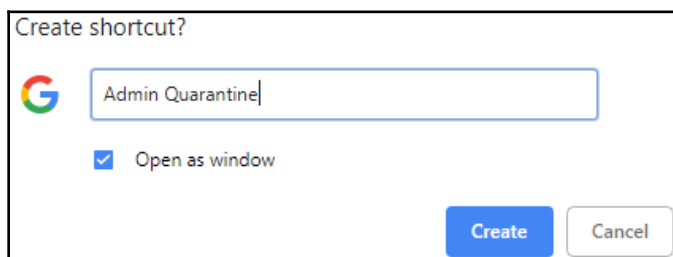 Create shortcut?
Admin Quarantine
Open as window
Create Cancel